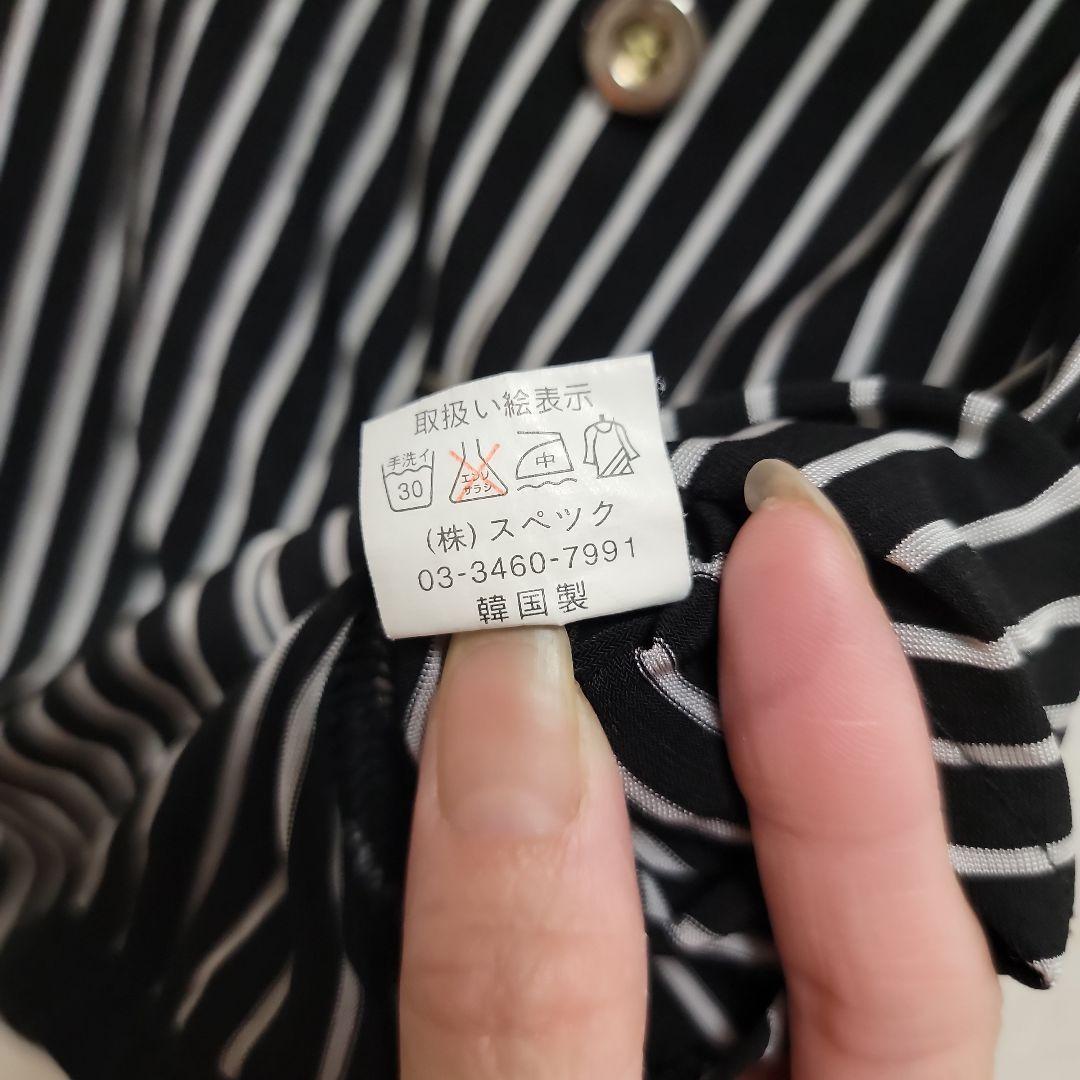 取扱い絵表示
手洗イ 30 エンソ サラシ 中
(株) スペツク
03-3460-7991
韓国製